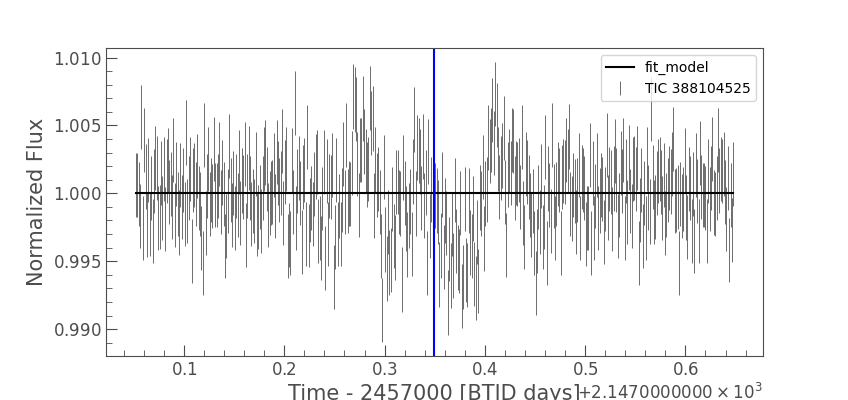 1.010
1.005
1.000
0.995
0.990
Normalized Flux
fit_model
TIC 388104525
0.1 0.2 0.3 0.4 0.5 0.6
Time - 2457000 [BTJD days]
+2.1470000000 × 10³